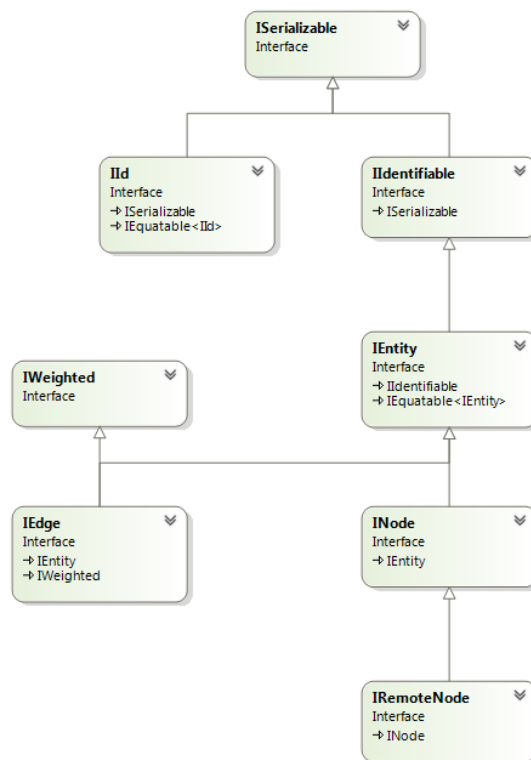 ISerializable
Interface
IId
Interface
ISerializable
IEquatable<IId>
IIdentifiable
Interface
ISerializable
IEntity
Interface
IIdentifiable
IEquatable<IEntity>
IWeighted
Interface
IEdge
Interface
IEntity
IWeighted
INode
Interface
IEntity
IRemoteNode
Interface
INode